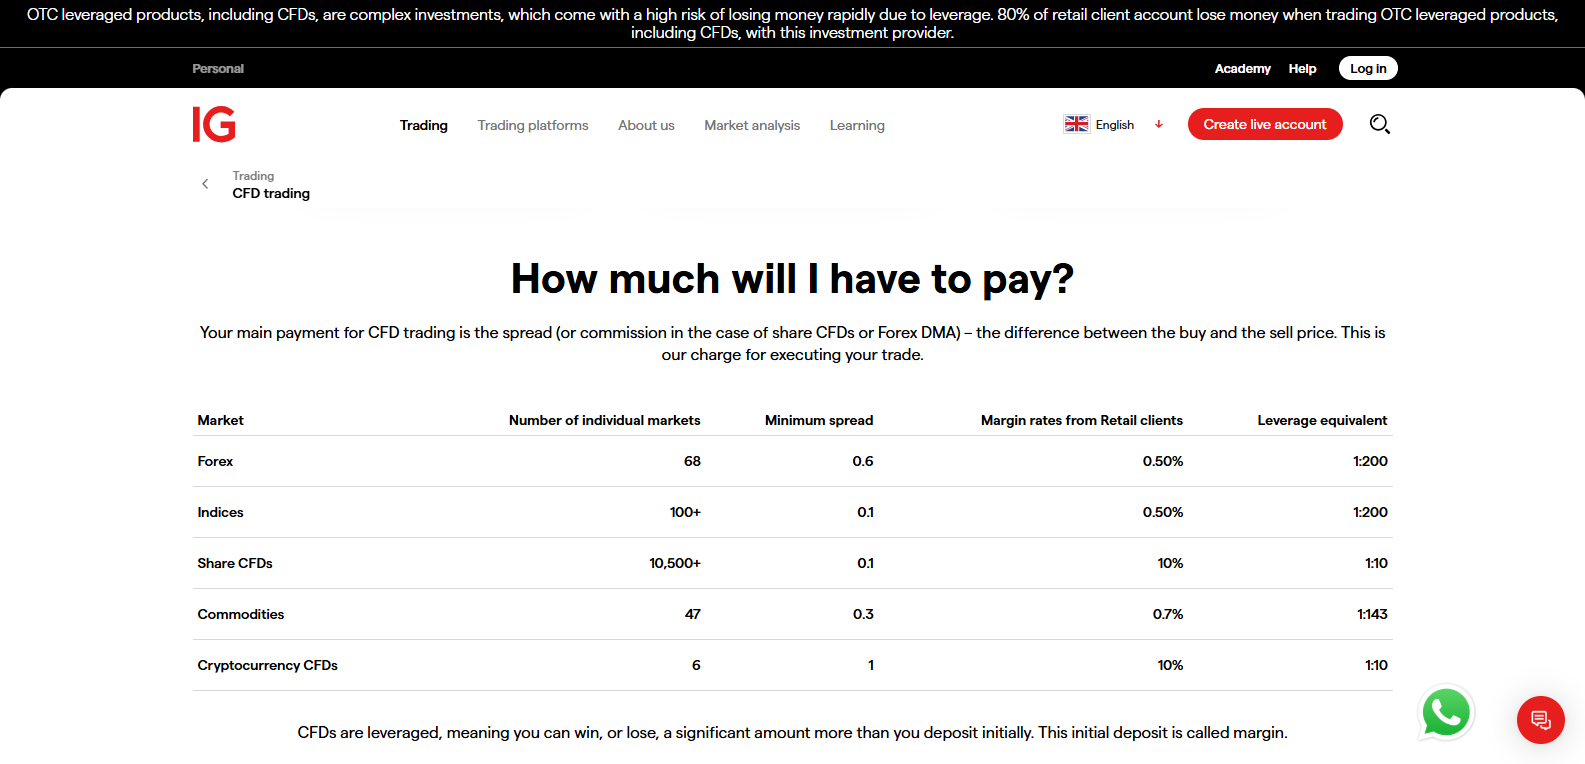 OTC leveraged products, including CFDs, are complex investments, which come with a high risk of losing money rapidly due to leverage. 80% of retail client account lose money when trading OTC leveraged products,
including CFDs, with this investment provider.
Personal
Academy Help Log in
IG
Trading Trading platforms About us Market analysis Learning
English
Create live account
Trading
CFD trading
How much will I have to pay?
Your main payment for CFD trading is the spread (or commission in the case of share CFDs or Forex DMA) – the difference between the buy and the sell price. This is
our charge for executing your trade.
Market Number of individual markets Minimum spread Margin rates from Retail clients Leverage equivalent
Forex 68 0.6 0.50% 1:200
Indices 100+ 0.1 0.50% 1:200
Share CFDs 10,500+ 0.1 10% 1:10
Commodities 47 0.3 0.7% 1:143
Cryptocurrency CFDs 6 1 10% 1:10
CFDs are leveraged, meaning you can win, or lose, a significant amount more than you deposit initially. This initial deposit is called margin.